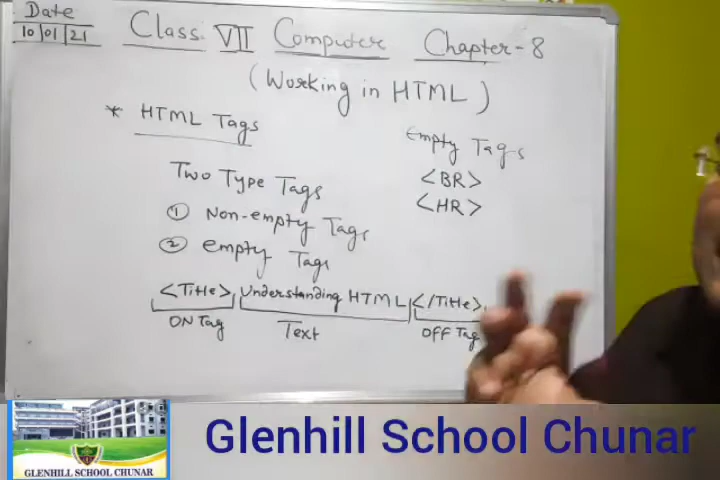 Date
10/01/21
Class VII Computer Chapter-8
(Working in HTML)
* HTML Tags
Two Type Tags
① Non-empty Tags
② Empty Tags
Empty Tags
<BR>
<HR>
<Title> Understanding HTML </Title>
ON Tag Text OFF Tag
Glenhill School Chunar
GLENHILL SCHOOL CHUNAR